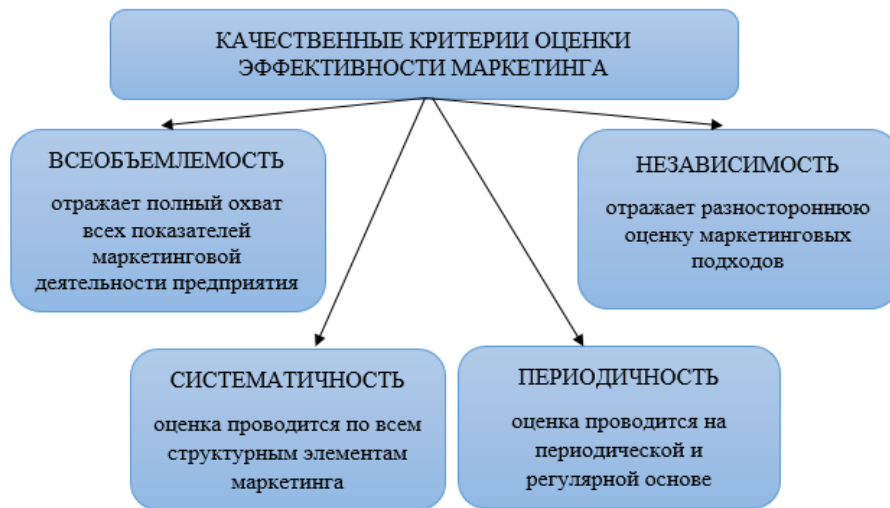 КАЧЕСТВЕННЫЕ КРИТЕРИИ ОЦЕНКИ
ЭФФЕКТИВНОСТИ МАРКЕТИНГА
ВСЕОБЪЕМЛЕМОСТЬ
отражает полный охват
всех показателей
маркетинговой
деятельности предприятия
НЕЗАВИСИМОСТЬ
отражает разностороннюю
оценку маркетинговых
подходов
СИСТЕМАТИЧНОСТЬ
оценка проводится по всем
структурным элементам
маркетинга
ПЕРИОДИЧНОСТЬ
оценка проводится на
периодической и
регулярной основе